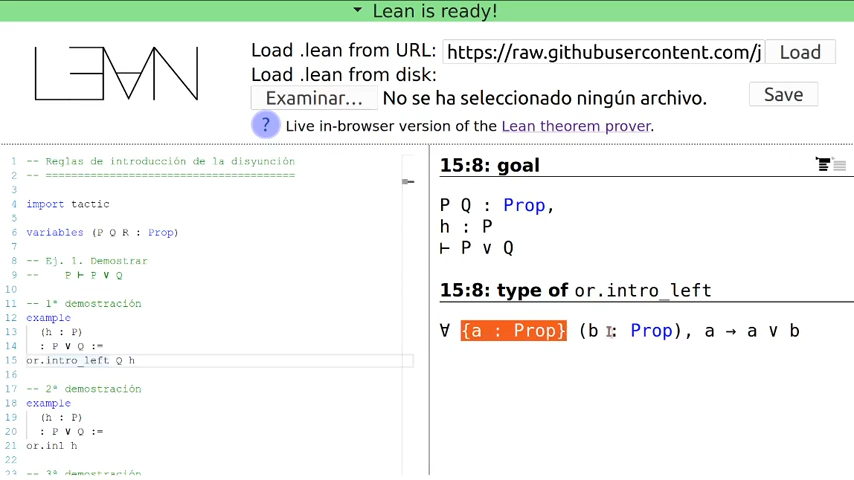 Lean is ready!
LEAN
Load .lean from URL: https://raw.githubusercontent.com/j Load
Load .lean from disk:
Examinar... No se ha seleccionado ningún archivo. Save
? Live in-browser version of the Lean theorem prover.
1 -- Reglas de introducción de la disyunción
2 -- =======================================
3
4 import tactic
5
6 variables (P Q R : Prop)
7
8 -- Ej. 1. Demostrar
9 --    P ⊢ P ∨ Q
10
11 -- 1ª demostración
12 example
13   (h : P)
14   : P ∨ Q :=
15 or.intro_left Q h
16
17 -- 2ª demostración
18 example
19   (h : P)
20   : P ∨ Q :=
21 or.inl h
22
23 -- 3ª demostración
15:8: goal
P Q : Prop,
h : P
⊢ P ∨ Q
15:8: type of or.intro_left
∀ {a : Prop} (b : Prop), a → a ∨ b